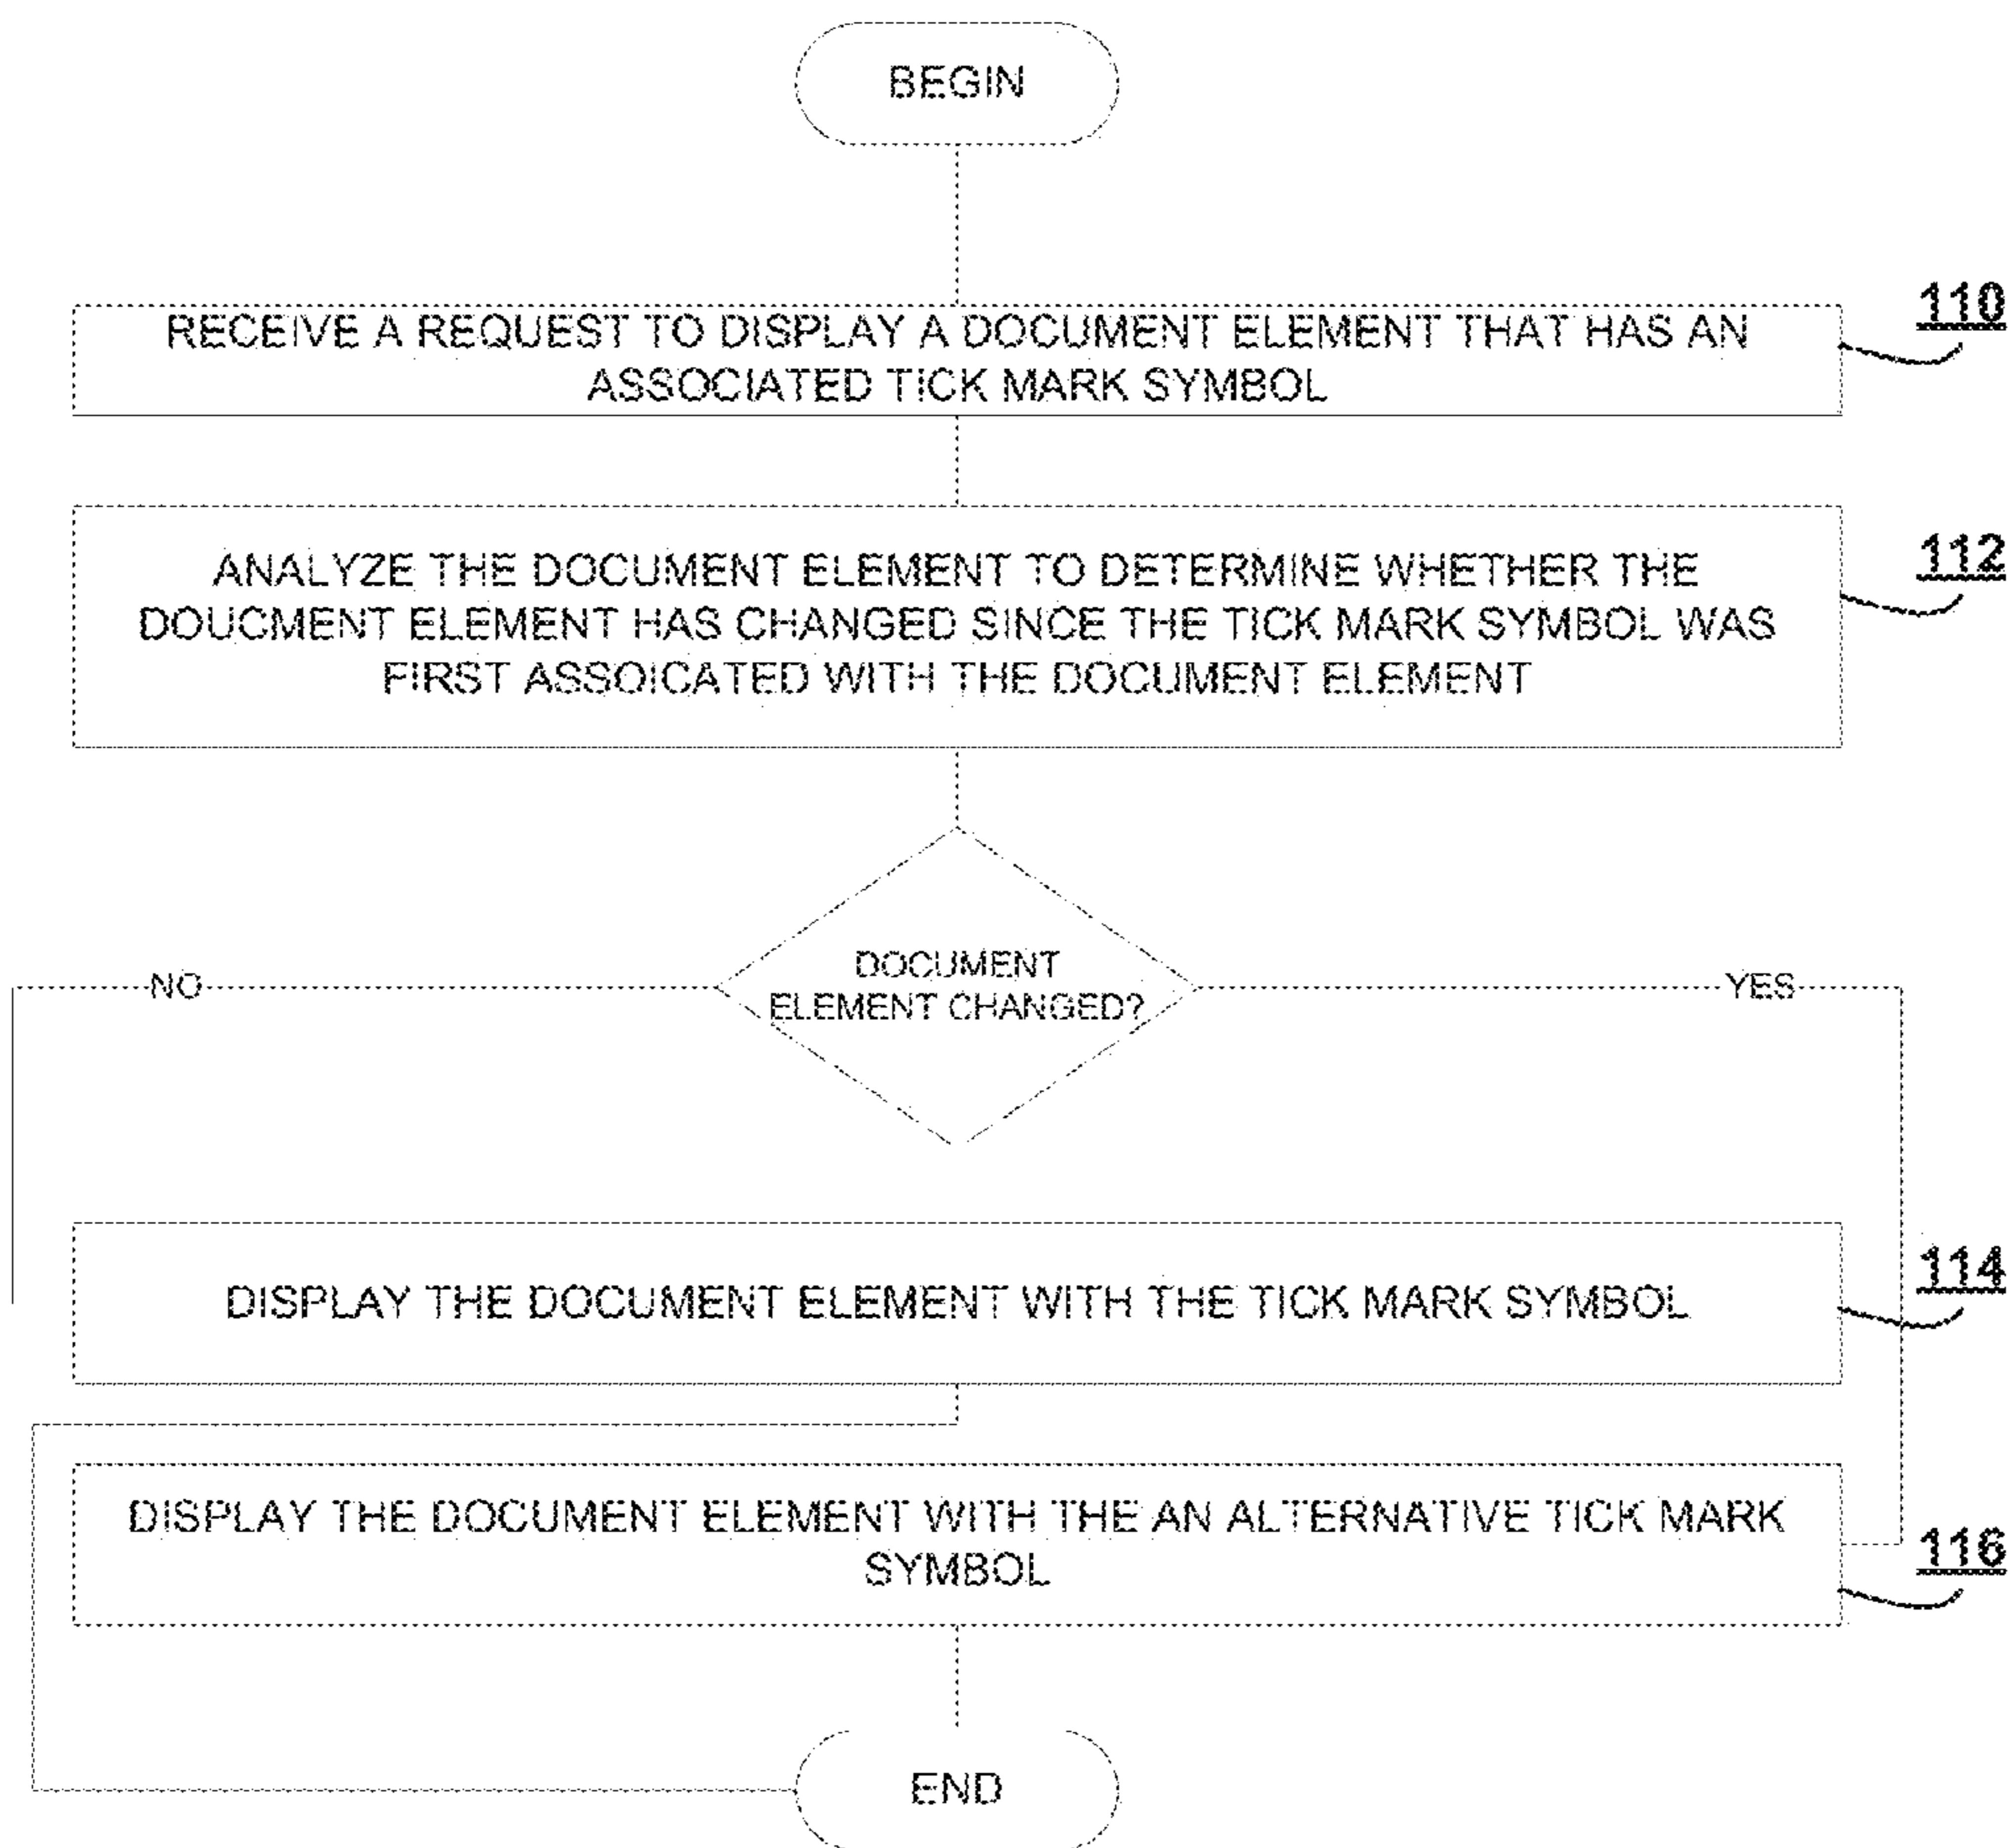 BEGIN
RECEIVE A REQUEST TO DISPLAY A DOCUMENT ELEMENT THAT HAS AN
ASSOCIATED TICK MARK SYMBOL
110
ANALYZE THE DOCUMENT ELEMENT TO DETERMINE WHETHER THE
DOUCMENT ELEMENT HAS CHANGED SINCE THE TICK MARK SYMBOL WAS
FIRST ASSOICATED WITH THE DOCUMENT ELEMENT
112
DOCUMENT
ELEMENT CHANGED?
NO
YES
DISPLAY THE DOCUMENT ELEMENT WITH THE TICK MARK SYMBOL
114
DISPLAY THE DOCUMENT ELEMENT WITH THE AN ALTERNATIVE TICK MARK
SYMBOL
116
END